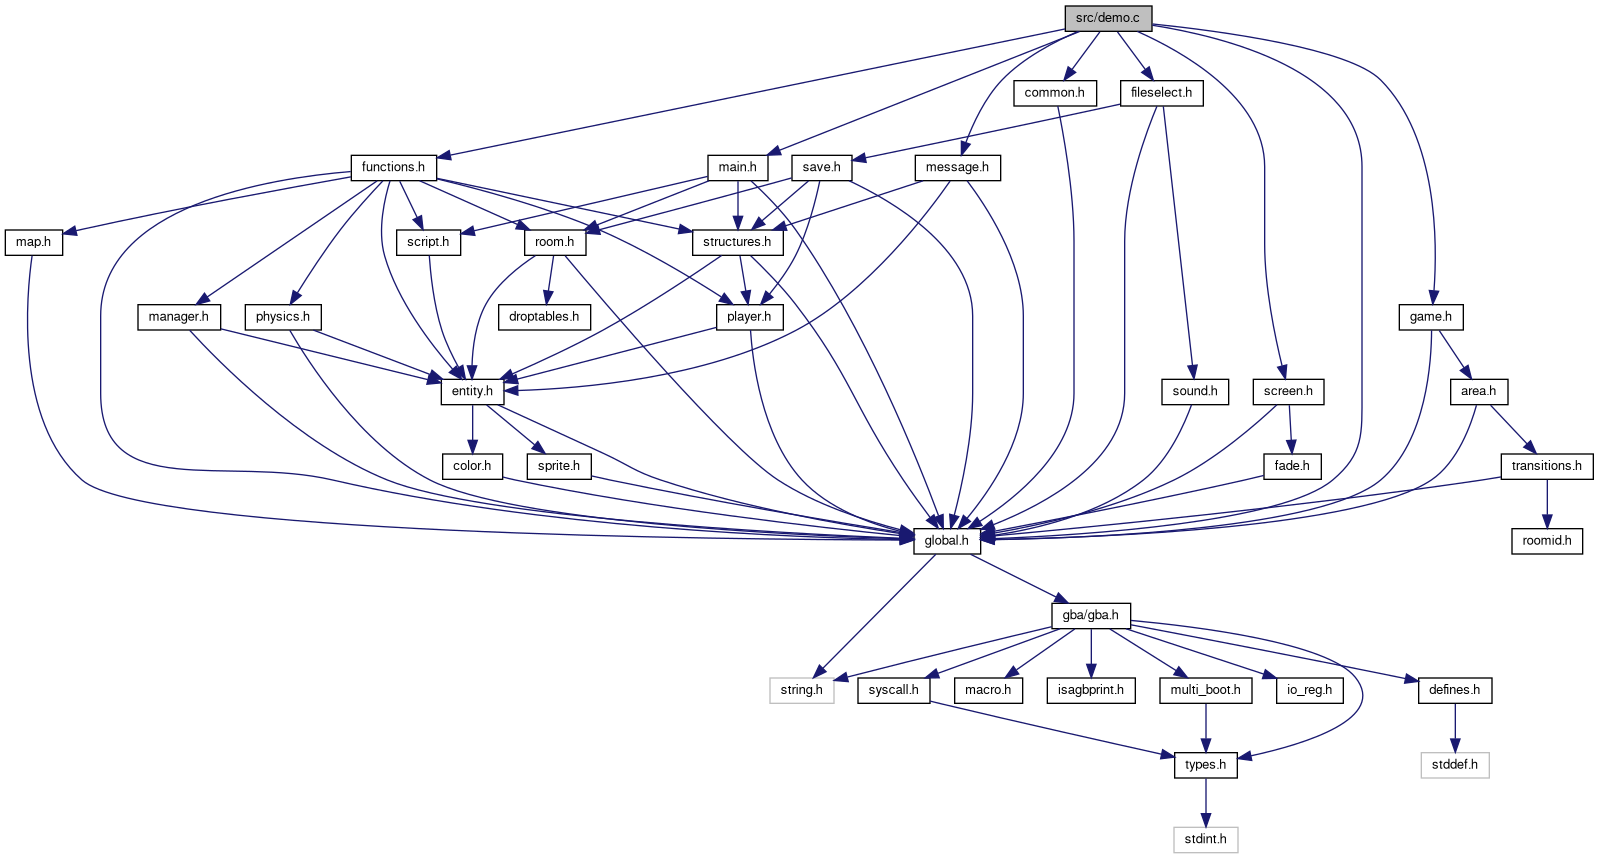 src/demo.c
common.h
fileselect.h
functions.h
main.h
save.h
message.h
map.h
script.h
room.h
structures.h
manager.h
physics.h
droptables.h
player.h
game.h
entity.h
sound.h
screen.h
area.h
color.h
sprite.h
fade.h
transitions.h
global.h
roomid.h
gba/gba.h
string.h
syscall.h
macro.h
isagbprint.h
multi_boot.h
io_reg.h
defines.h
types.h
stddef.h
stdint.h